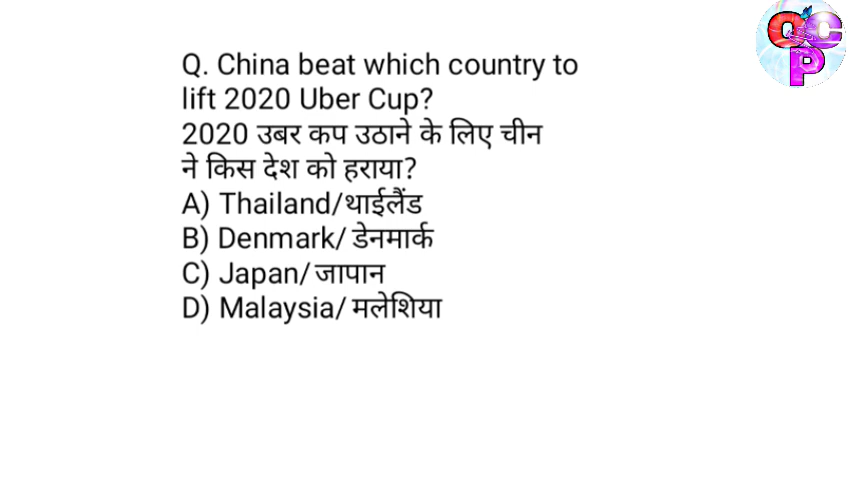 QCP
Q. China beat which country to
lift 2020 Uber Cup?
2020 उबर कप उठाने के लिए चीन
ने किस देश को हराया?
A) Thailand/थाईलैंड
B) Denmark/ डेनमार्क
C) Japan/ जापान
D) Malaysia/ मलेशिया